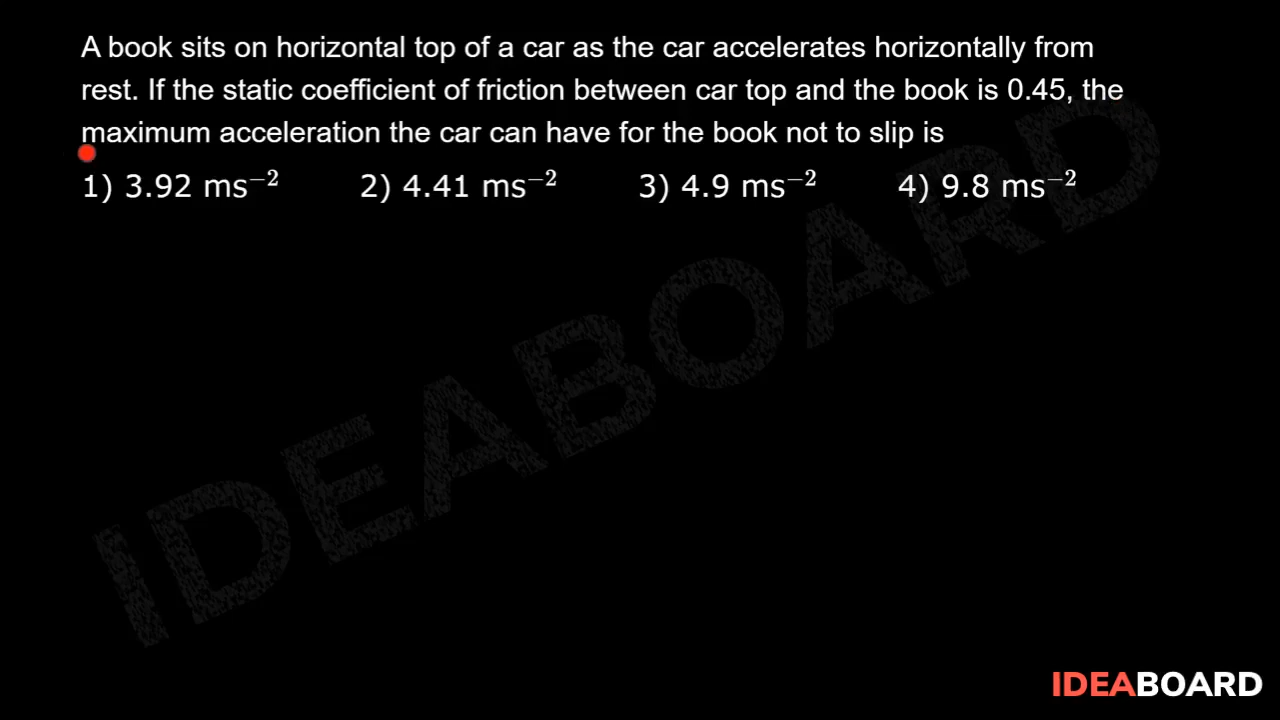 A book sits on horizontal top of a car as the car accelerates horizontally from
rest. If the static coefficient of friction between car top and the book is 0.45, the
maximum acceleration the car can have for the book not to slip is
1) 3.92 ms⁻² 2) 4.41 ms⁻² 3) 4.9 ms⁻² 4) 9.8 ms⁻²
IDEABOARD
IDEABOARD